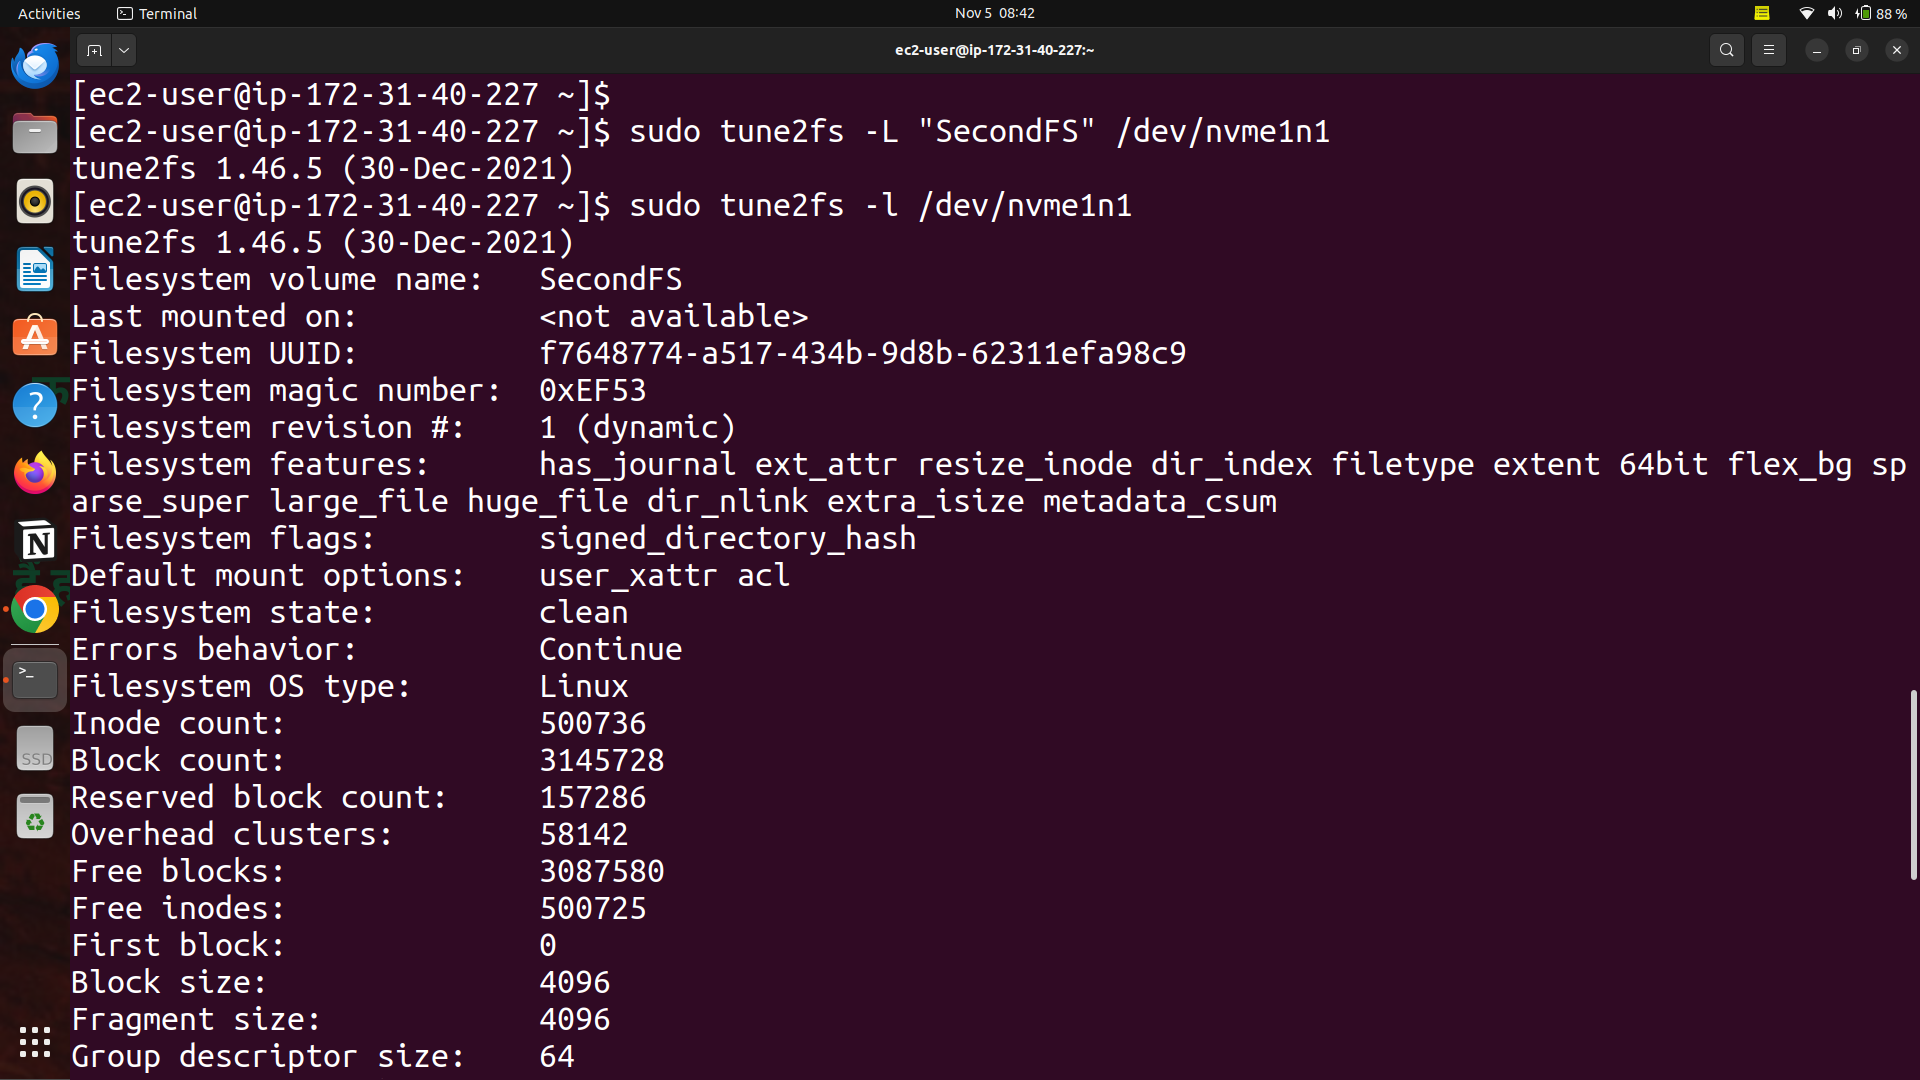 Activities Terminal Nov 5 08:42 88 %
ec2-user@ip-172-31-40-227:~
[ec2-user@ip-172-31-40-227 ~]$
[ec2-user@ip-172-31-40-227 ~]$ sudo tune2fs -L "SecondFS" /dev/nvme1n1
tune2fs 1.46.5 (30-Dec-2021)
[ec2-user@ip-172-31-40-227 ~]$ sudo tune2fs -l /dev/nvme1n1
tune2fs 1.46.5 (30-Dec-2021)
Filesystem volume name:   SecondFS
Last mounted on:          <not available>
Filesystem UUID:          f7648774-a517-434b-9d8b-62311efa98c9
Filesystem magic number:  0xEF53
Filesystem revision #:    1 (dynamic)
Filesystem features:      has_journal ext_attr resize_inode dir_index filetype extent 64bit flex_bg sp
arse_super large_file huge_file dir_nlink extra_isize metadata_csum
Filesystem flags:         signed_directory_hash
Default mount options:    user_xattr acl
Filesystem state:         clean
Errors behavior:          Continue
Filesystem OS type:       Linux
Inode count:              500736
Block count:              3145728
Reserved block count:     157286
Overhead clusters:        58142
Free blocks:              3087580
Free inodes:              500725
First block:              0
Block size:               4096
Fragment size:            4096
Group descriptor size:    64
SSD